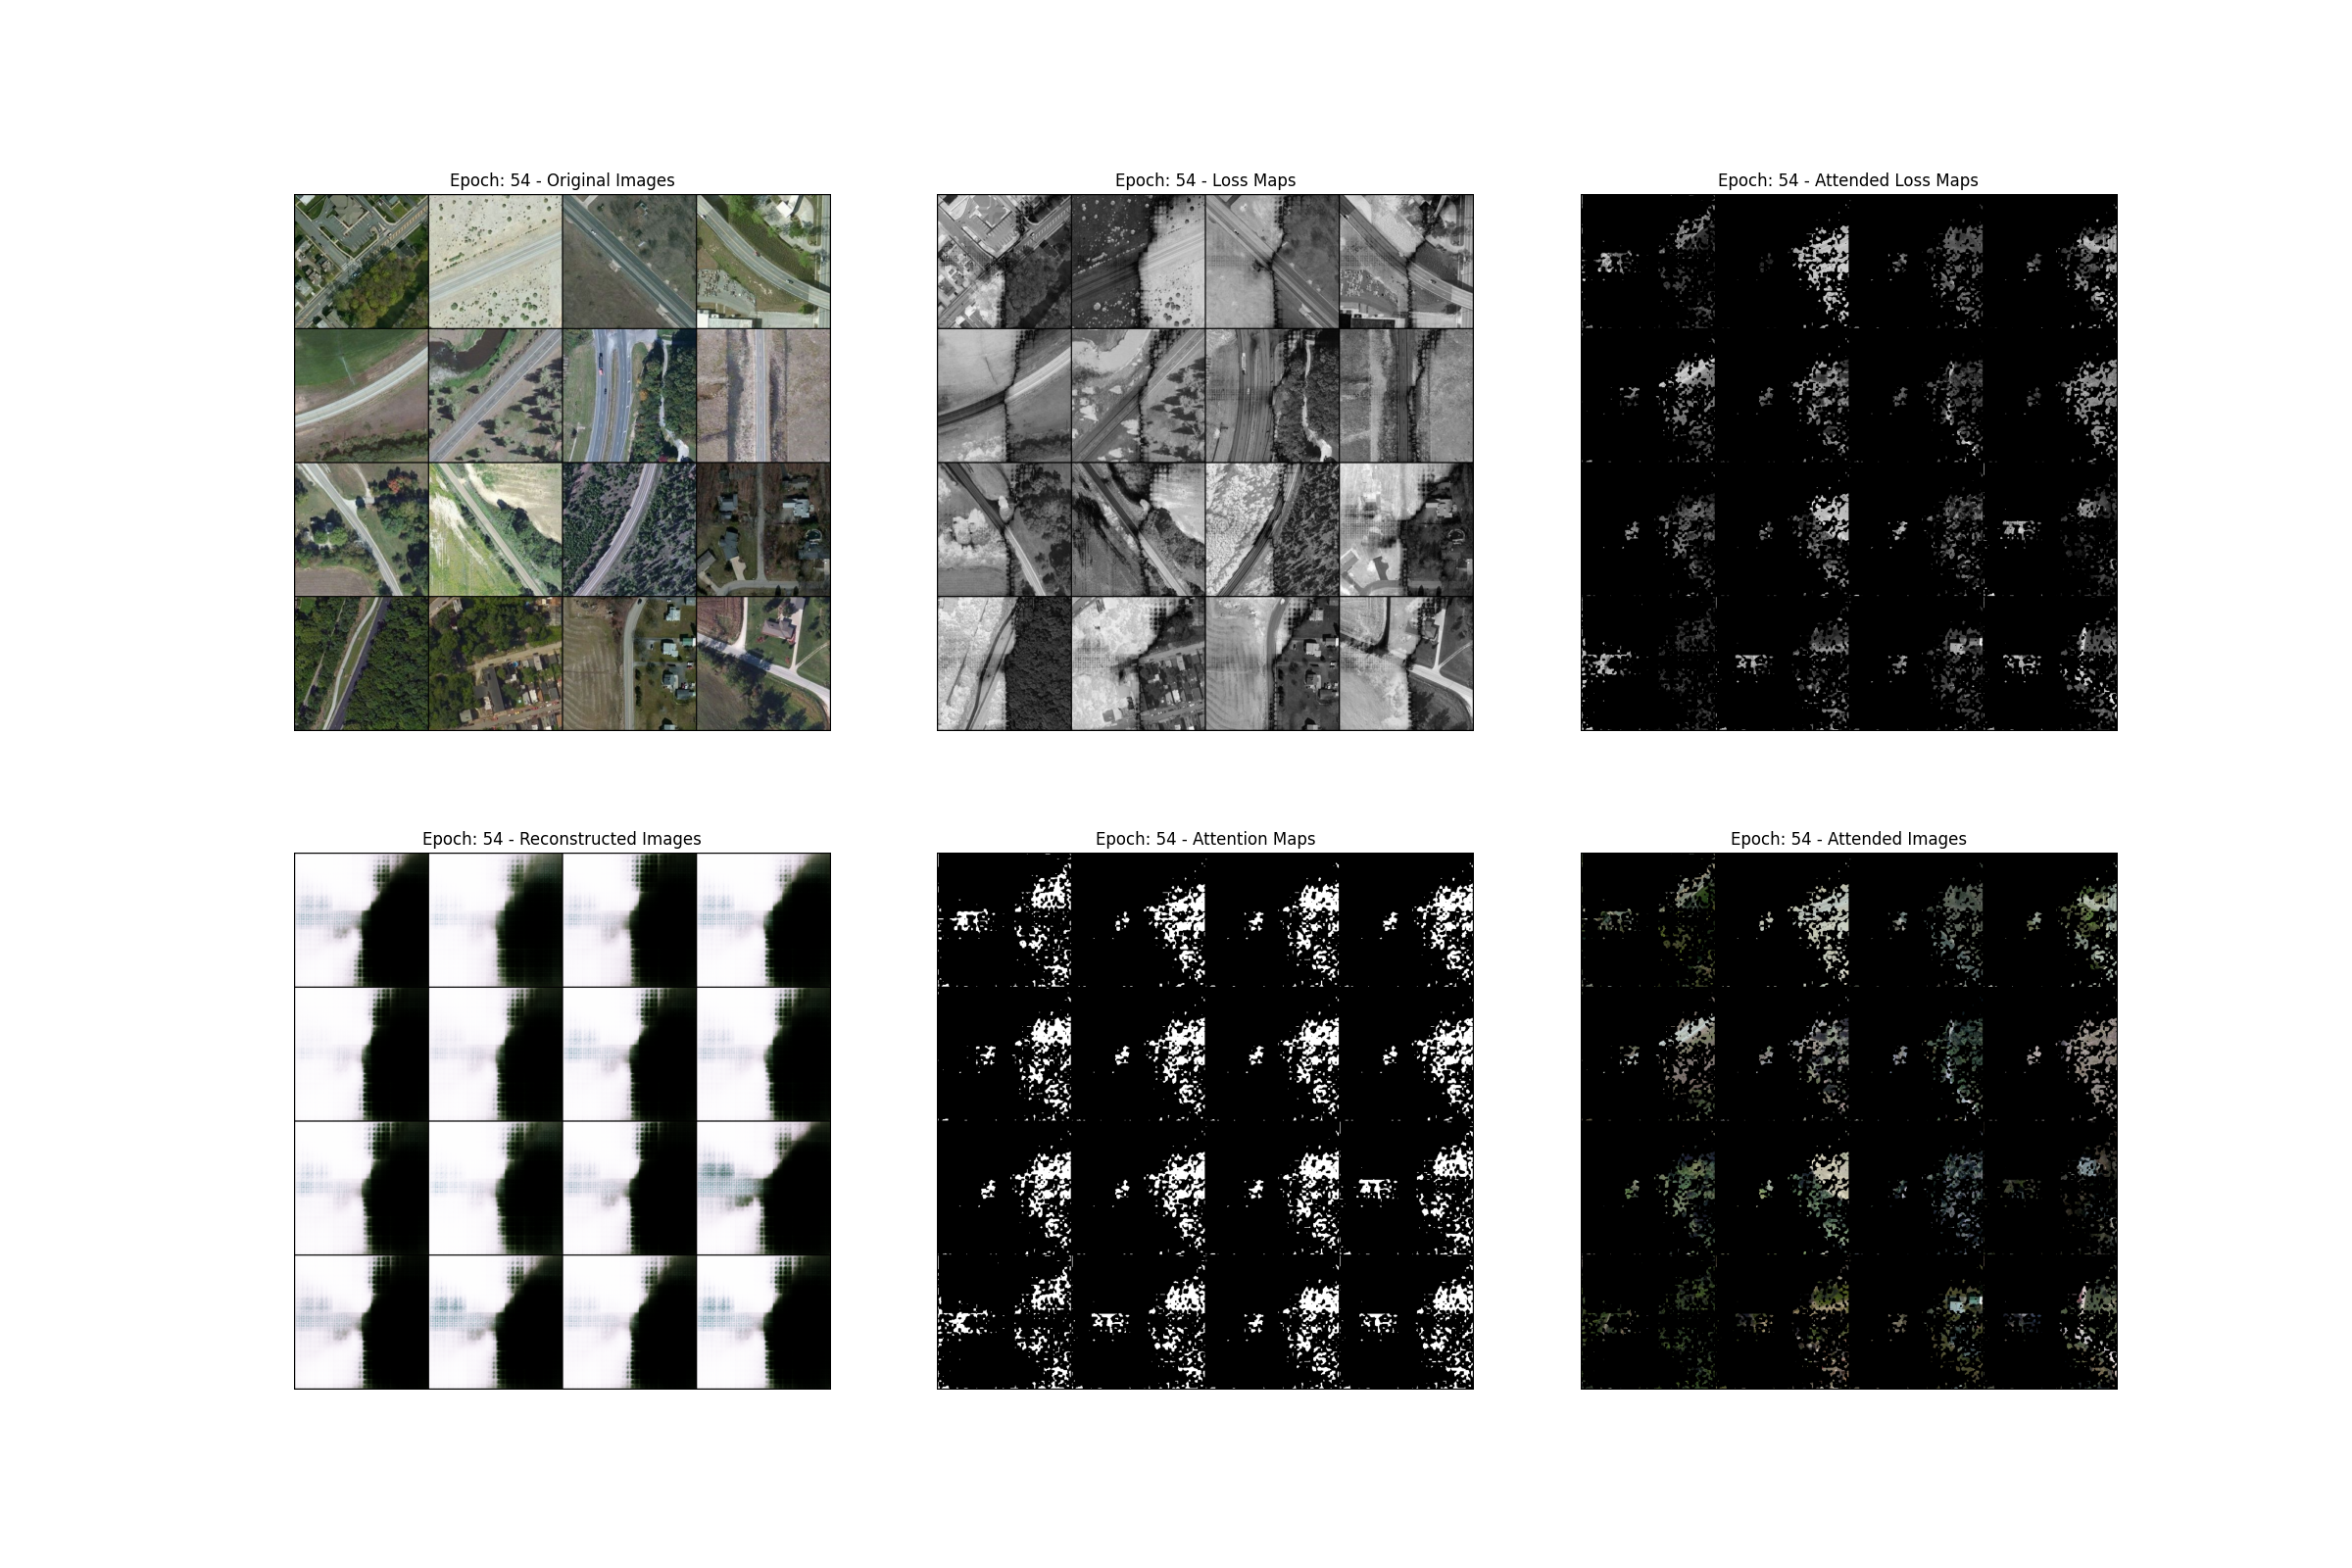 Epoch: 54 - Original Images
Epoch: 54 - Loss Maps
Epoch: 54 - Attended Loss Maps
Epoch: 54 - Reconstructed Images
Epoch: 54 - Attention Maps
Epoch: 54 - Attended Images